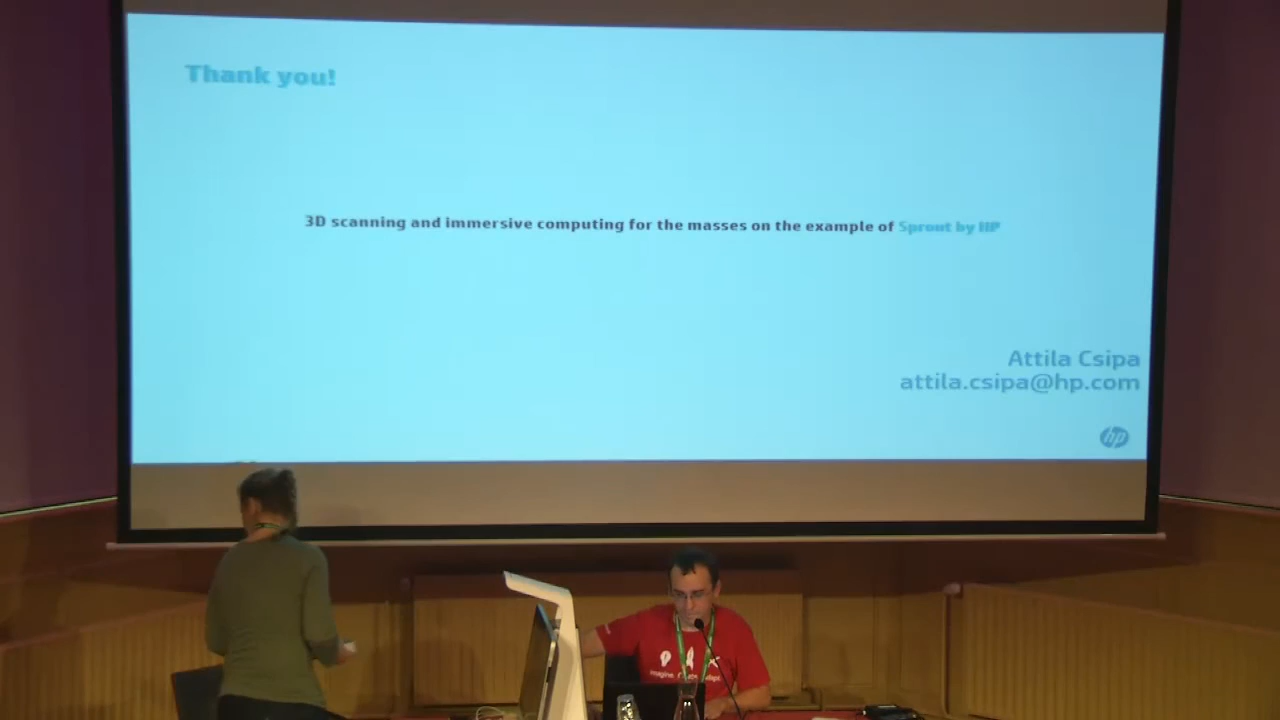 Thank you!
3D scanning and immersive computing for the masses on the example of Sprout by HP
Attila Csipa
attila.csipa@hp.com
hp